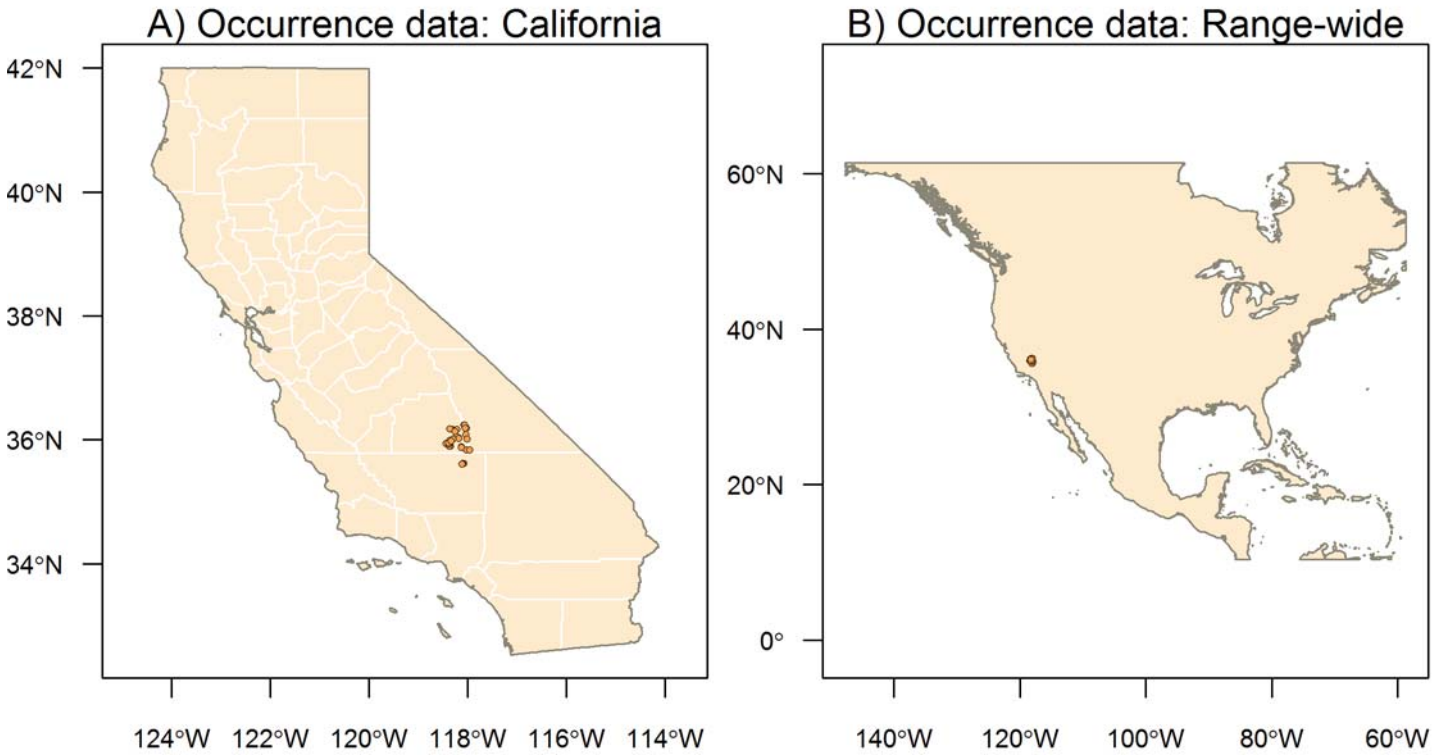 A) Occurrence data: California
42°N
40°N
38°N
36°N
34°N
124°W 122°W 120°W 118°W 116°W 114°W
B) Occurrence data: Range-wide
60°N
40°N
20°N
0°
140°W 120°W 100°W 80°W 60°W